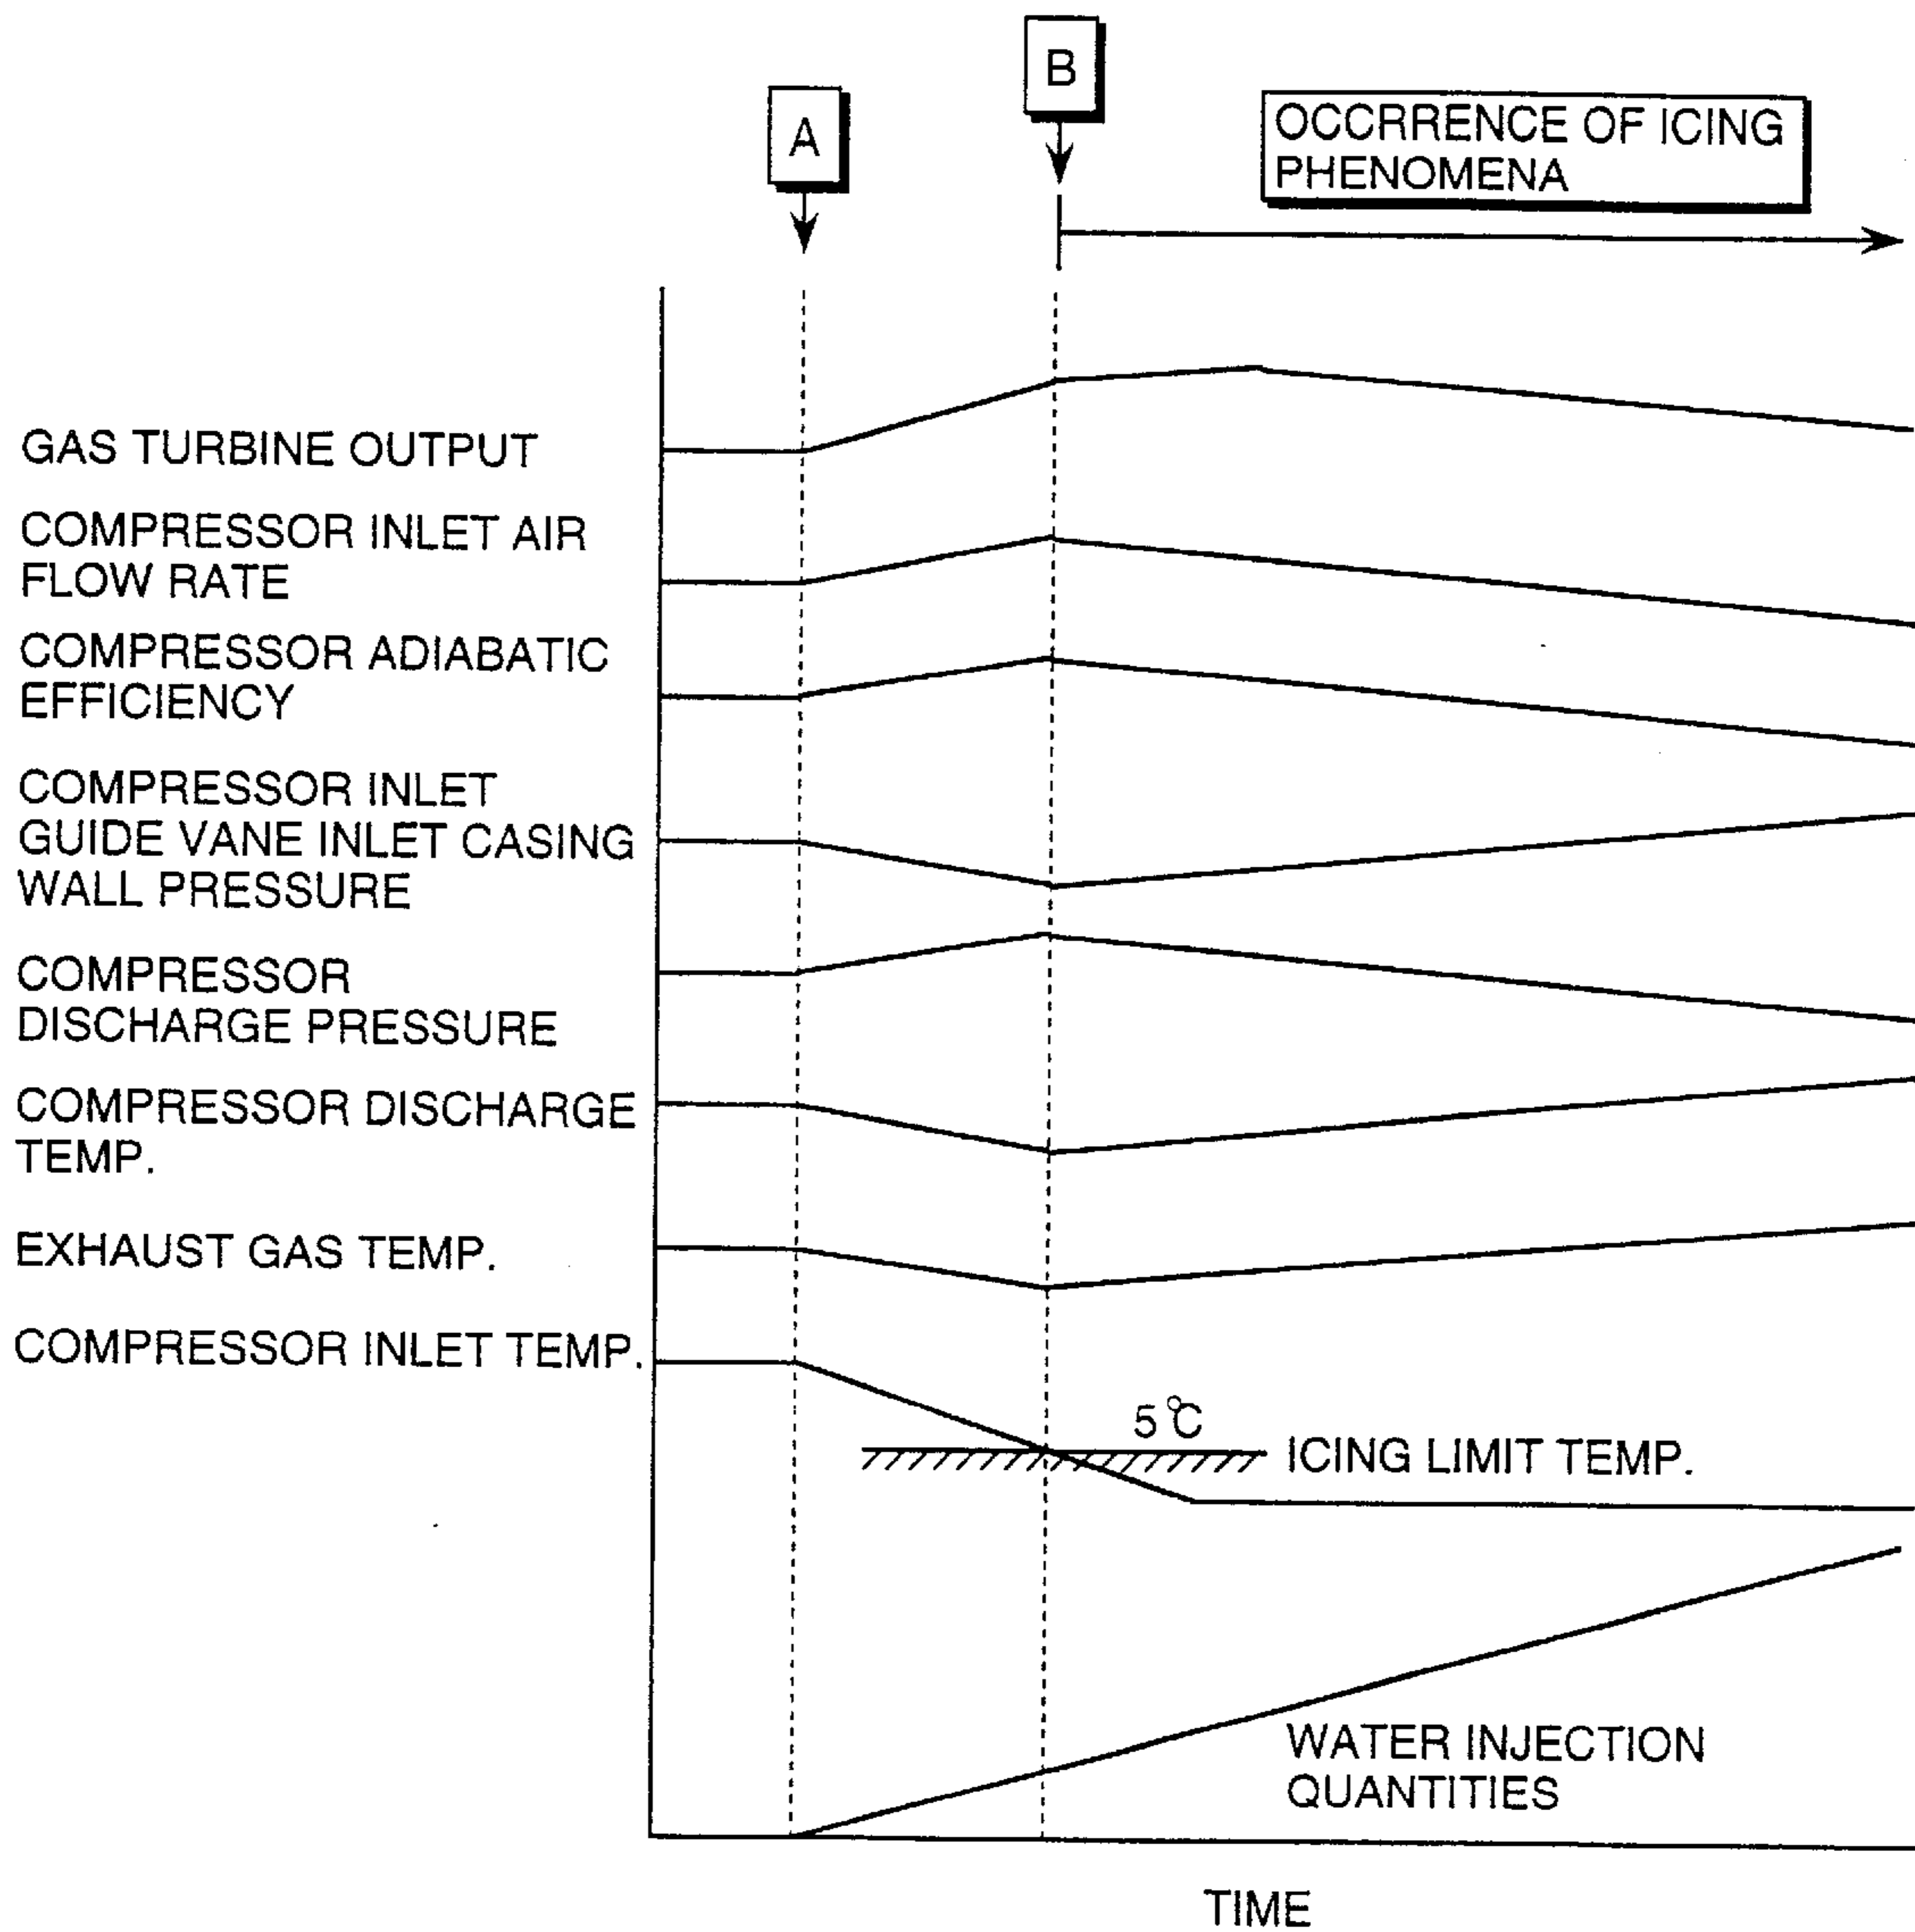 B
A
OCCRRENCE OF ICING
PHENOMENA
GAS TURBINE OUTPUT
COMPRESSOR INLET AIR
FLOW RATE
COMPRESSOR ADIABATIC
EFFICIENCY
COMPRESSOR INLET
GUIDE VANE INLET CASING
WALL PRESSURE
COMPRESSOR
DISCHARGE PRESSURE
COMPRESSOR DISCHARGE
TEMP.
EXHAUST GAS TEMP.
COMPRESSOR INLET TEMP.
5°C
ICING LIMIT TEMP.
WATER INJECTION
QUANTITIES
TIME